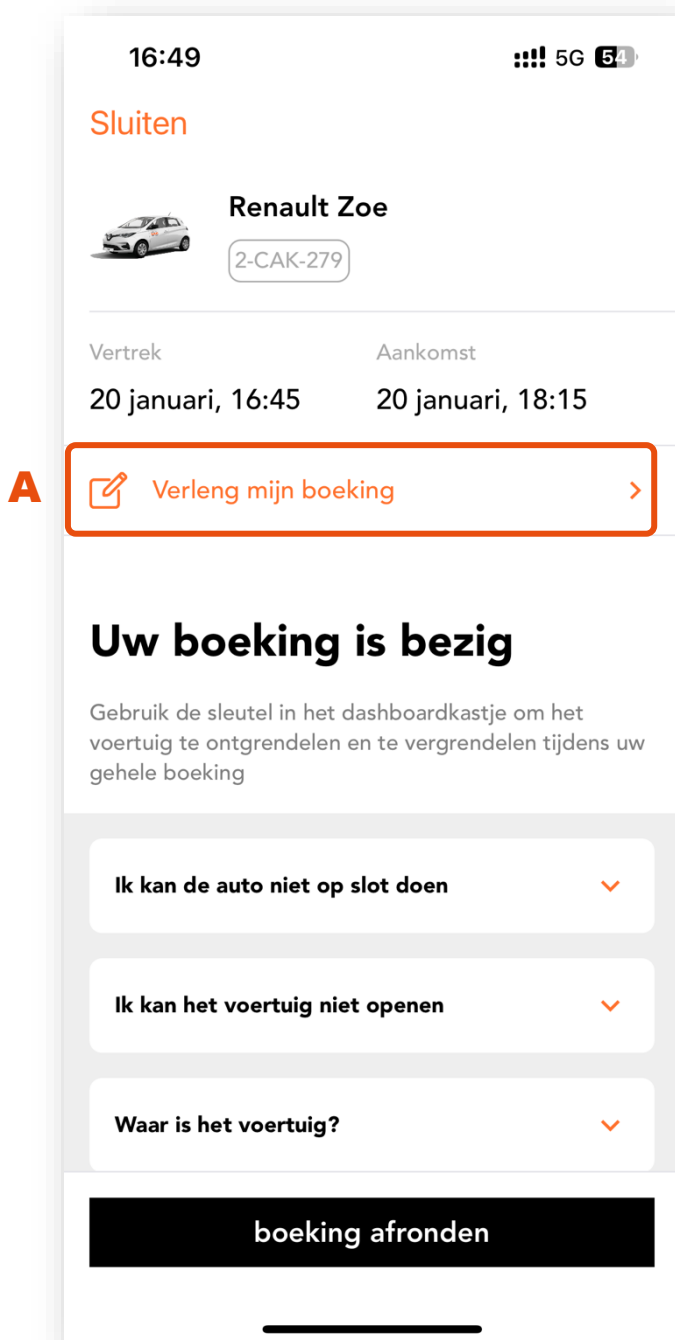 16:49
5G 54
Sluiten
Renault Zoe
2-CAK-279
Vertrek
Aankomst
20 januari, 16:45
20 januari, 18:15
A
Verleng mijn boeking
Uw boeking is bezig
Gebruik de sleutel in het dashboardkastje om het
voertuig te ontgrendelen en te vergrendelen tijdens uw
gehele boeking
Ik kan de auto niet op slot doen
Ik kan het voertuig niet openen
Waar is het voertuig?
boeking afronden